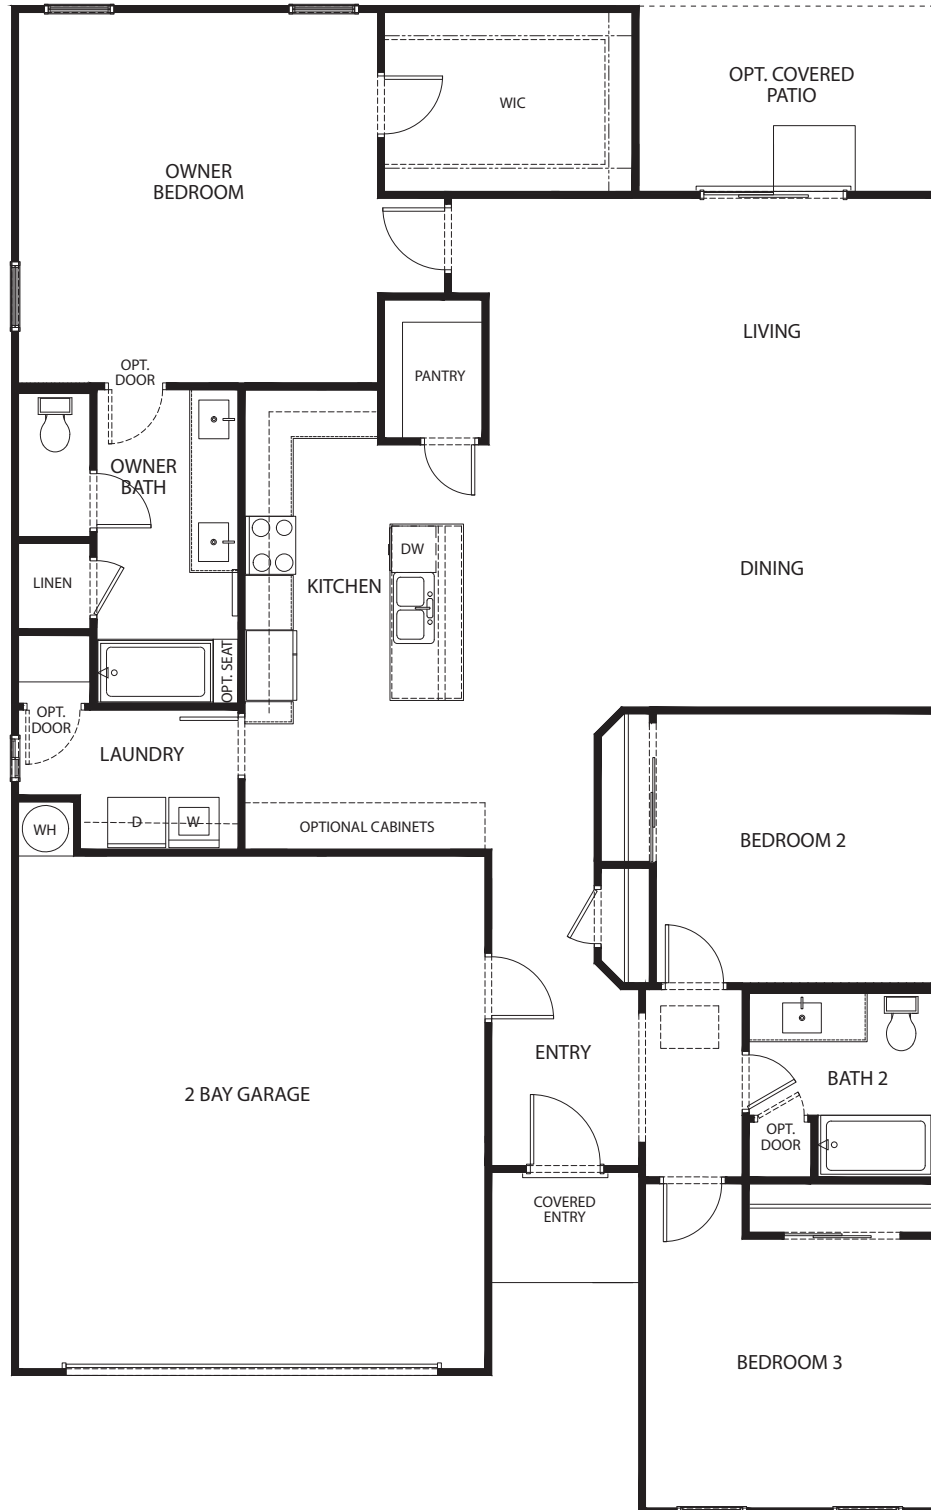 OPT. COVERED
PATIO
WIC
OWNER
BEDROOM
LIVING
OPT.
DOOR
PANTRY
OWNER
BATH
DW
DINING
LINEN
KITCHEN
OPT. SEAT
OPT.
DOOR
LAUNDRY
WH
D
W
OPTIONAL CABINETS
BEDROOM 2
ENTRY
BATH 2
2 BAY GARAGE
OPT.
DOOR
COVERED
ENTRY
BEDROOM 3